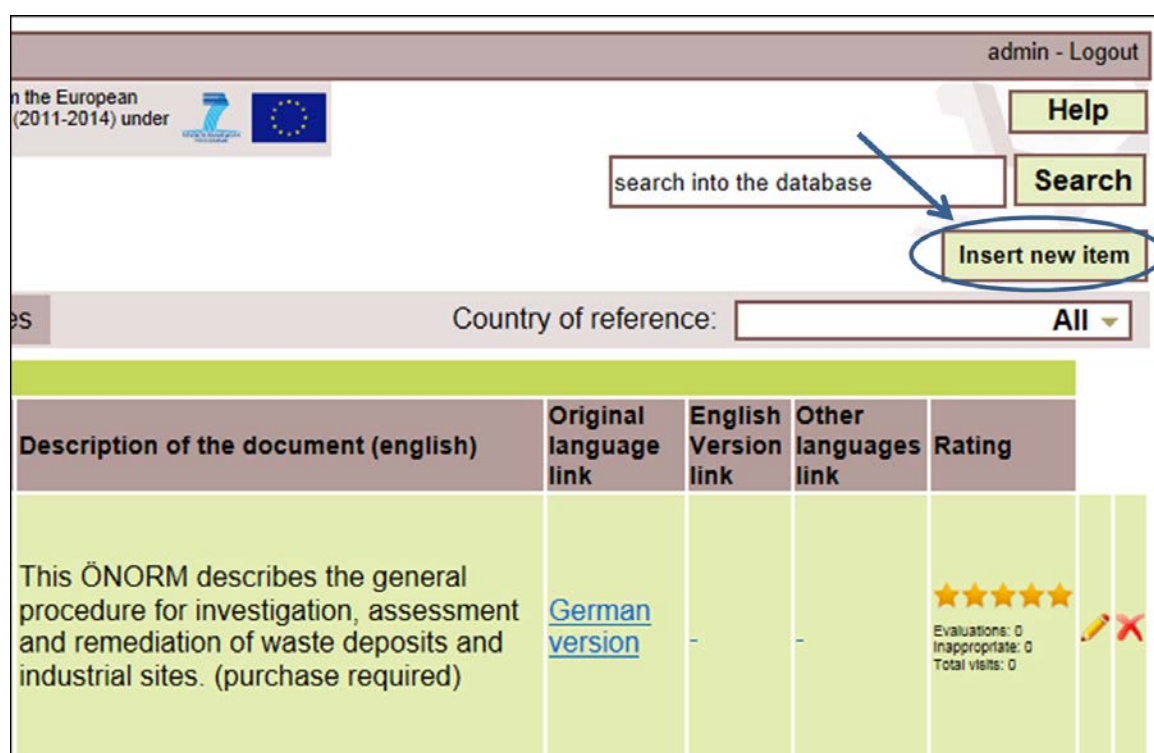 admin - Logout
the European
(2011-2014) under
Help
search into the database
Search
Insert new item
es
Country of reference:
All
Description of the document (english)
Original
language
link
English
Version
link
Other
languages
link
Rating
This ÖNORM describes the general
procedure for investigation, assessment
and remediation of waste deposits and
industrial sites. (purchase required)
German
version
-
-
Evaluations: 0
Inappropriate: 0
Total visits: 0